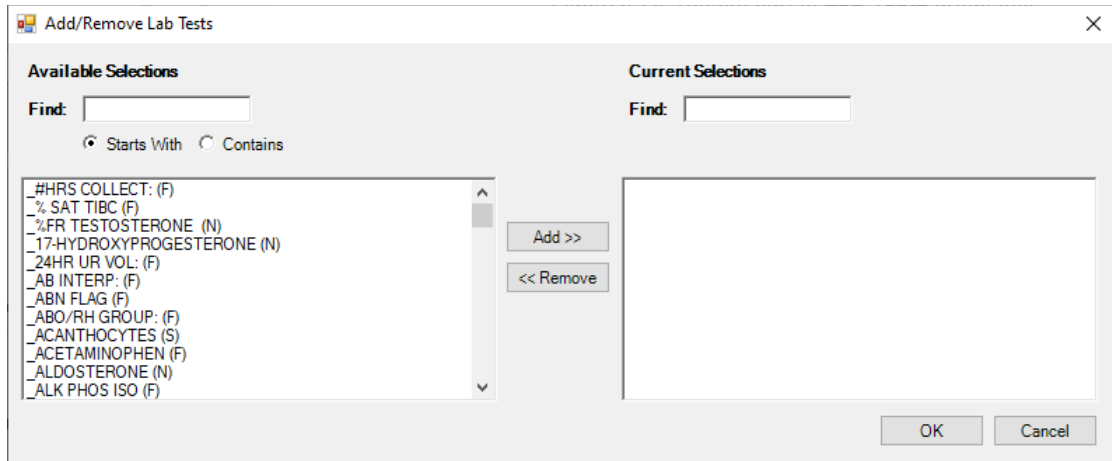 Add/Remove Lab Tests
Available Selections
Current Selections
Find:
Find:
Starts With
Contains
_#HRS COLLECT: (F)
_% SAT TIBC (F)
_%FR TESTOSTERONE  (N)
_17-HYDROXYPROGESTERONE (N)
_24HR UR VOL: (F)
_AB INTERP: (F)
_ABN FLAG (F)
_ABO/RH GROUP: (F)
_ACANTHOCYTES (S)
_ACETAMINOPHEN (F)
_ALDOSTERONE (N)
_ALK PHOS ISO (F)
Add >>
<< Remove
OK
Cancel